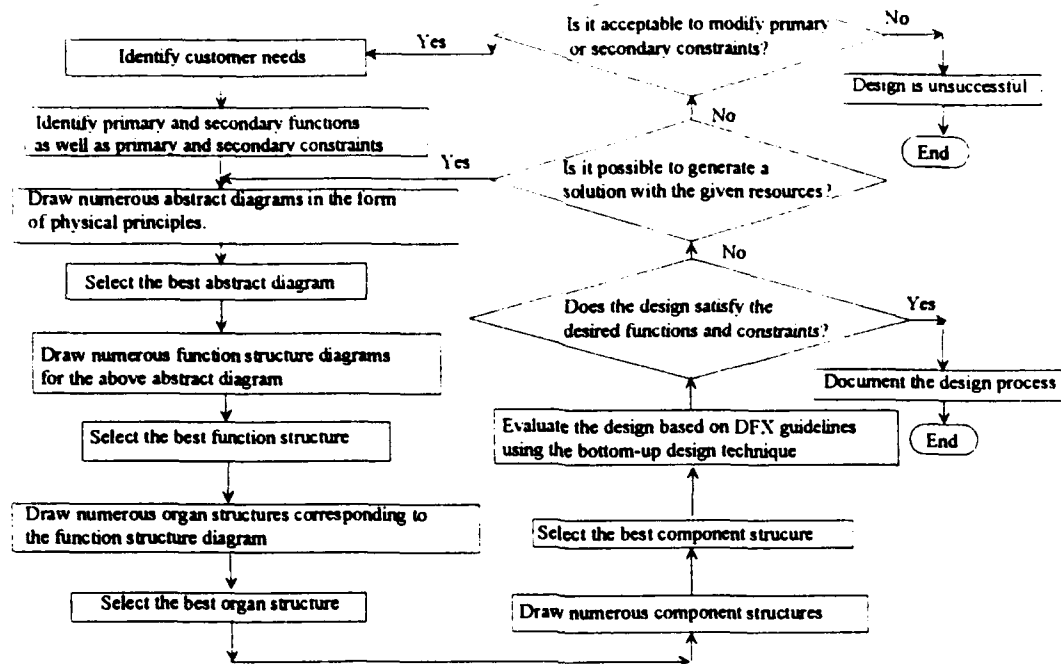 Identify customer needs
Identify primary and secondary functions
as well as primary and secondary constraints
Draw numerous abstract diagrams in the form
of physical principles.
Select the best abstract diagram
Draw numerous function structure diagrams
for the above abstract diagram
Select the best function structure
Draw numerous organ structures corresponding to
the function structure diagram
Select the best organ structure
Draw numerous component structures
Select the best component strucure
Evaluate the design based on DFX guidelines
using the bottom-up design technique
Does the design satisfy the
desired functions and constraints?
Yes
Document the design process
End
No
Is it possible to generate a
solution with the given resources?
Yes
No
Is it acceptable to modify primary
or secondary constraints?
Yes
No
Design is unsuccessful
End